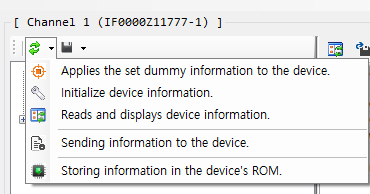 [ Channel 1 (IF0000Z11777-1) ]
Applies the set dummy information to the device.
Initialize device information.
Reads and displays device information.
Sending information to the device.
Storing information in the device's ROM.